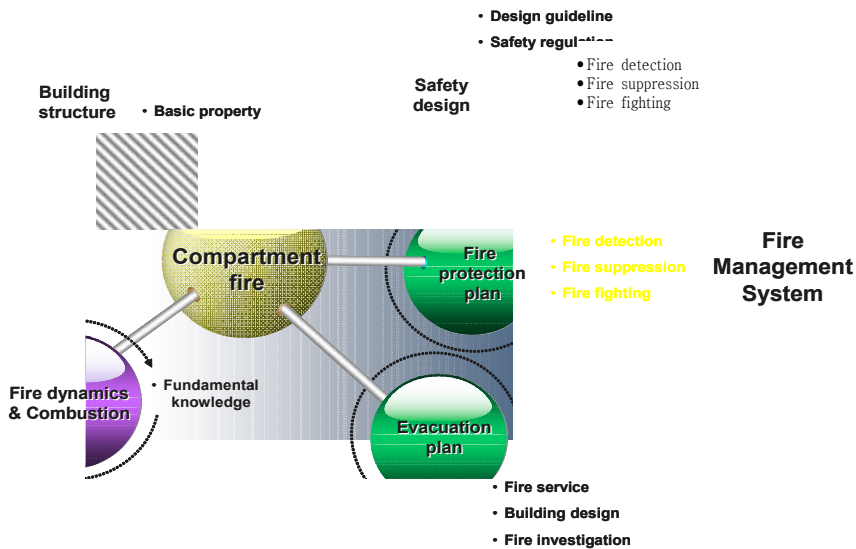 • Design guideline
• Safety regulation
• Fire detection
• Fire suppression
• Fire fighting
Building
structure
• Basic property
Safety
design
Compartment
fire
Fire
protection
plan
• Fire detection
• Fire suppression
• Fire fighting
Fire
Management
System
Fire dynamics
& Combustion
• Fundamental
knowledge
Evacuation
plan
• Fire service
• Building design
• Fire investigation